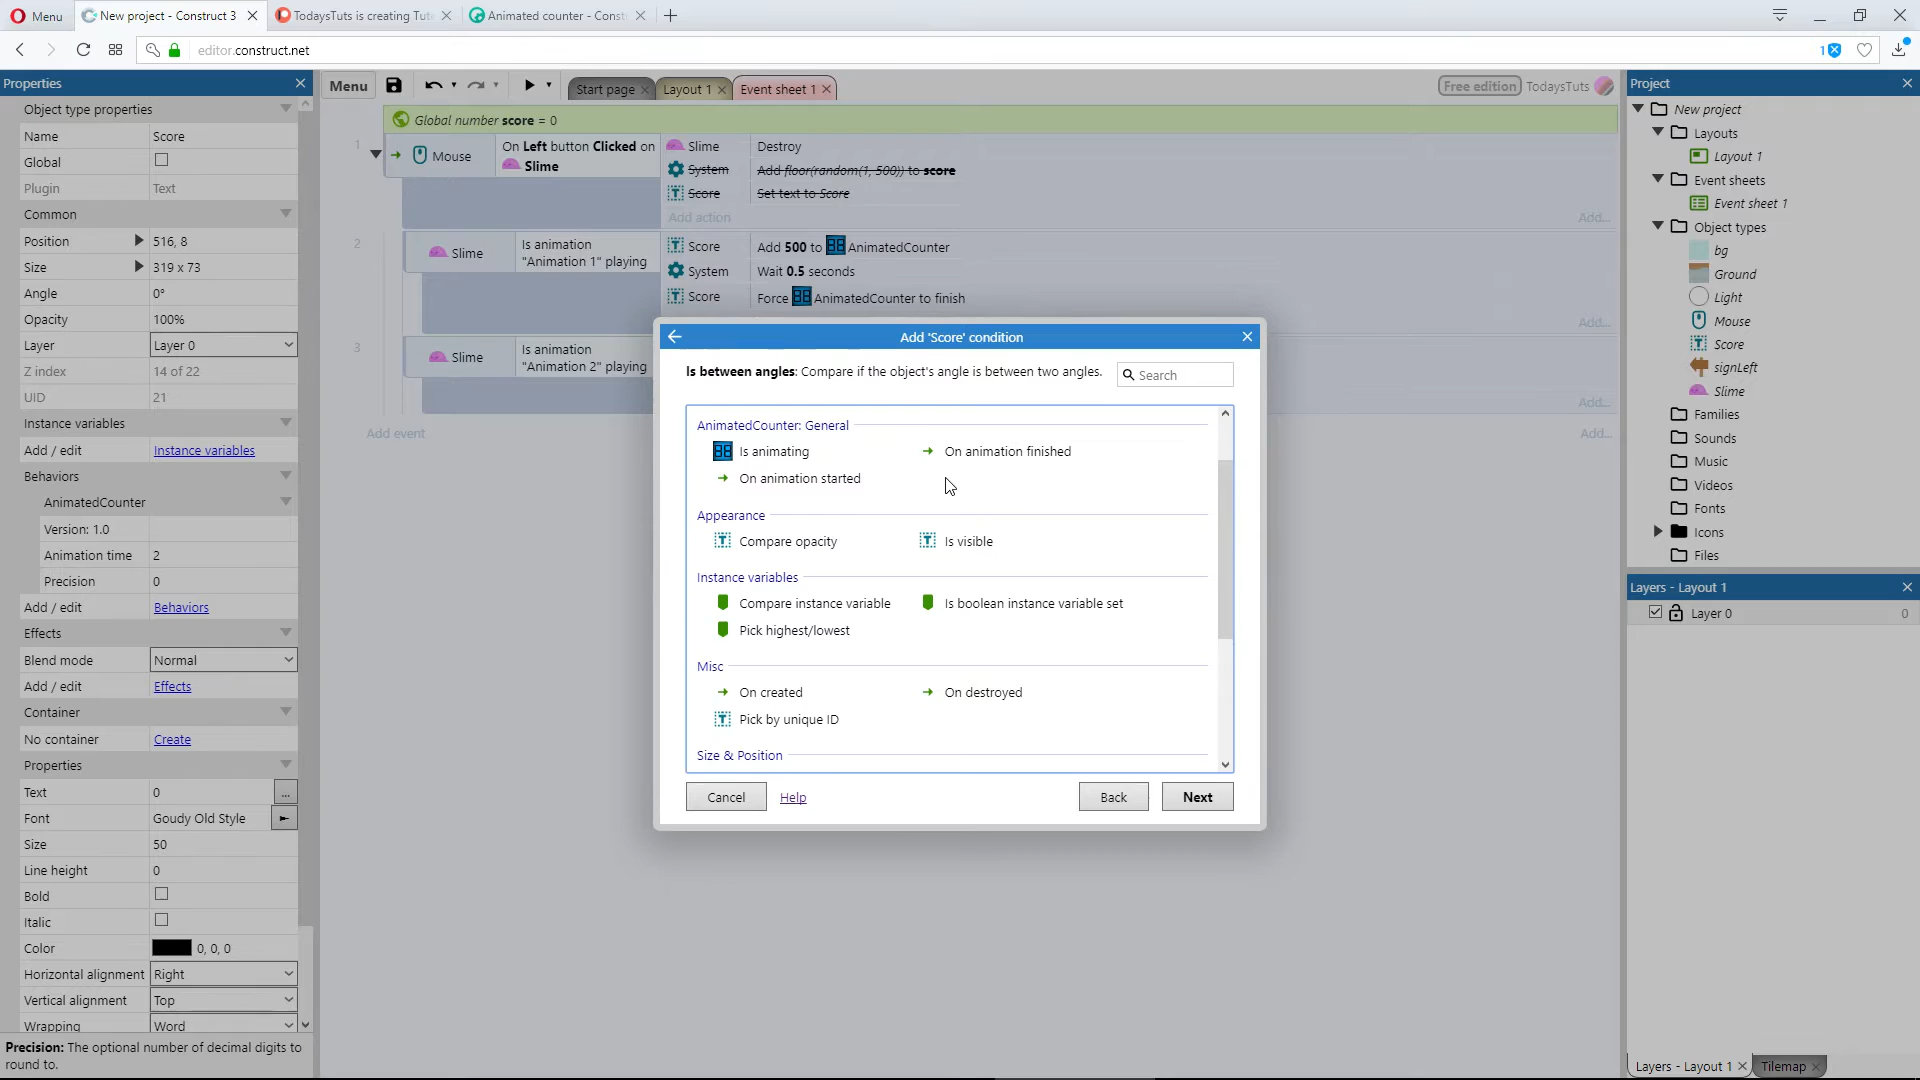 Menu
New project - Construct 3
TodaysTuts is creating Tut
Animated counter - Const
editor.construct.net
1
Properties
Menu
Start page
Layout 1
Event sheet 1
Free edition
TodaysTuts
Project
Object type properties
Name Score
Global
Plugin Text
Common
Position 516, 8
Size 319 x 73
Angle 0°
Opacity 100%
Layer Layer 0
Z index 14 of 22
UID 21
Instance variables
Add / edit Instance variables
Behaviors
AnimatedCounter
Version: 1.0
Animation time 2
Precision 0
Add / edit Behaviors
Effects
Blend mode Normal
Add / edit Effects
Container
No container Create
Properties
Text 0 ...
Font Goudy Old Style
Size 50
Line height 0
Bold
Italic
Color 0, 0, 0
Horizontal alignment Right
Vertical alignment Top
Wrapping Word
Precision: The optional number of decimal digits to
round to.
Global number score = 0
1
Mouse
On Left button Clicked on
Slime
Slime Destroy
System Add floor(random(1, 500)) to score
Score Set text to Score
Add action Add...
2
Slime
Is animation
"Animation 1" playing
Score Add 500 to AnimatedCounter
System Wait 0.5 seconds
Score Force AnimatedCounter to finish
Add...
3
Slime
Is animation
"Animation 2" playing
Add...
Add event Add...
Add 'Score' condition
Is between angles: Compare if the object's angle is between two angles.
Search
AnimatedCounter: General
Is animating On animation finished
On animation started
Appearance
Compare opacity Is visible
Instance variables
Compare instance variable Is boolean instance variable set
Pick highest/lowest
Misc
On created On destroyed
Pick by unique ID
Size & Position
Cancel Help Back Next
New project
Layouts
Layout 1
Event sheets
Event sheet 1
Object types
bg
Ground
Light
Mouse
Score
signLeft
Slime
Families
Sounds
Music
Videos
Fonts
Icons
Files
Layers - Layout 1
Layer 0 0
Layers - Layout 1
Tilemap